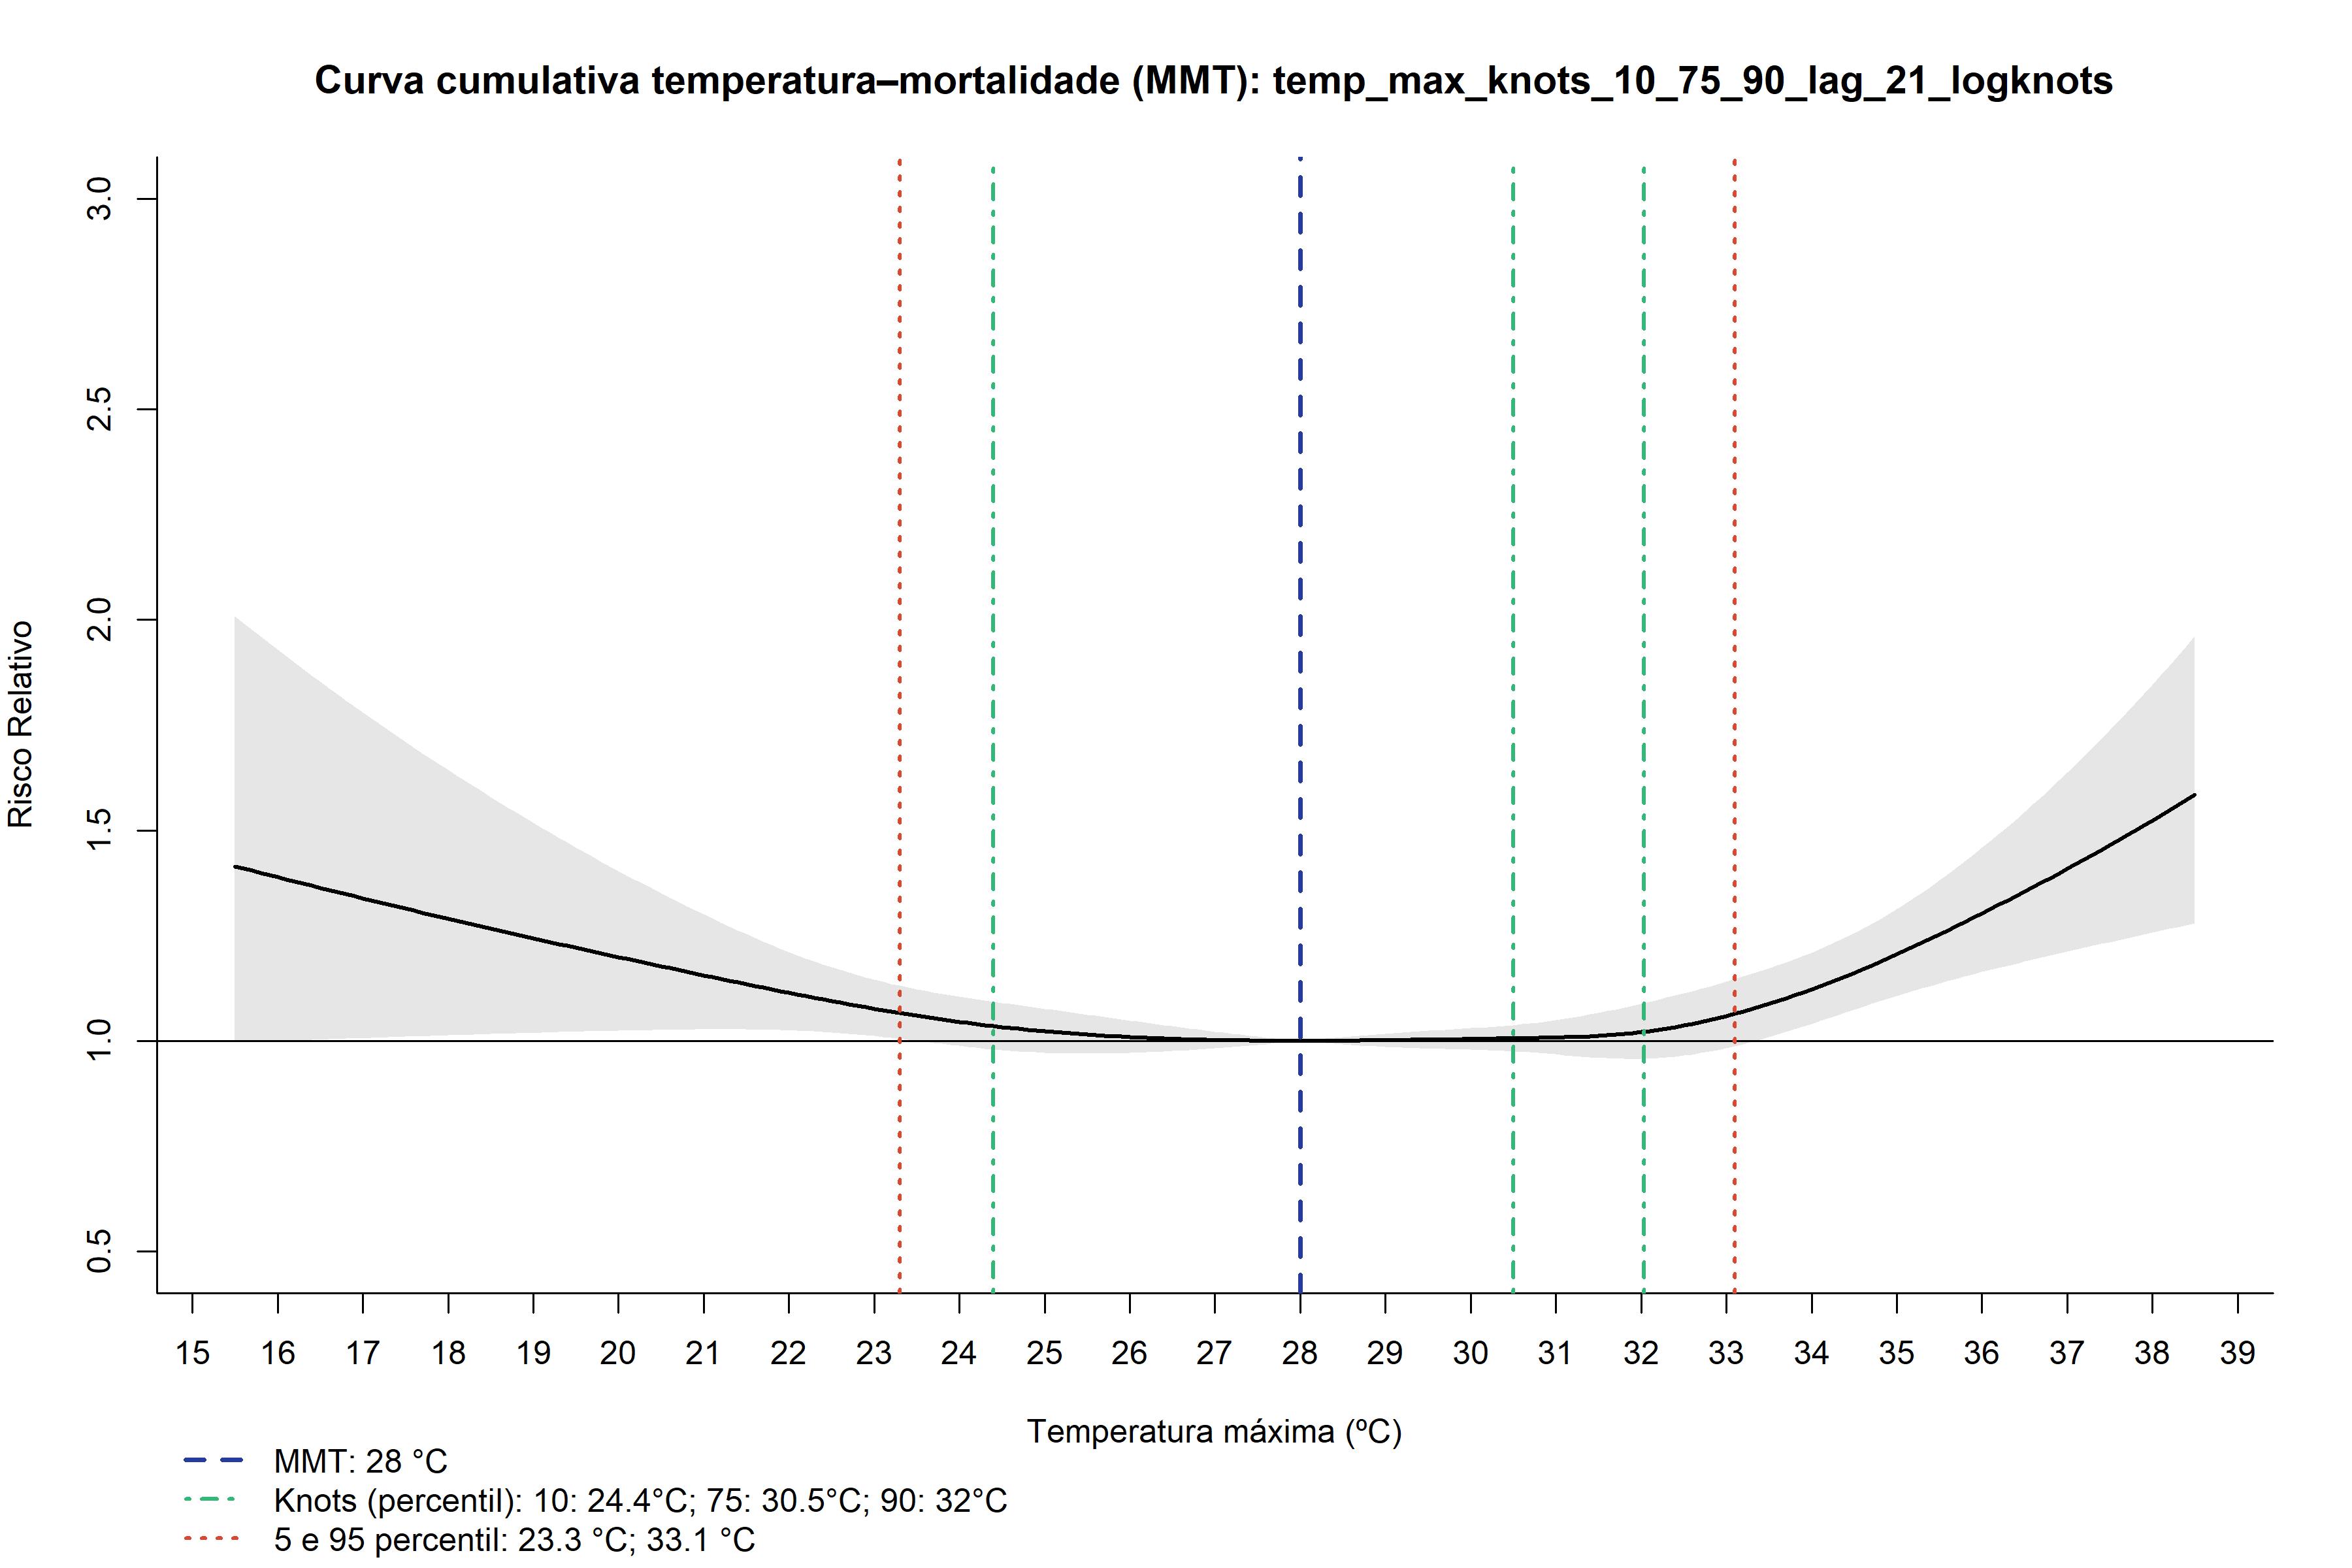 Curva cumulativa temperatura–mortalidade (MMT): temp_max_knots_10_75_90_lag_21_logknots
Risco Relativo
3.0
2.5
2.0
1.5
1.0
0.5
15 16 17 18 19 20 21 22 23 24 25 26 27 28 29 30 31 32 33 34 35 36 37 38 39
Temperatura máxima (ºC)
MMT: 28 °C
Knots (percentil): 10: 24.4°C; 75: 30.5°C; 90: 32°C
5 e 95 percentil: 23.3 °C; 33.1 °C